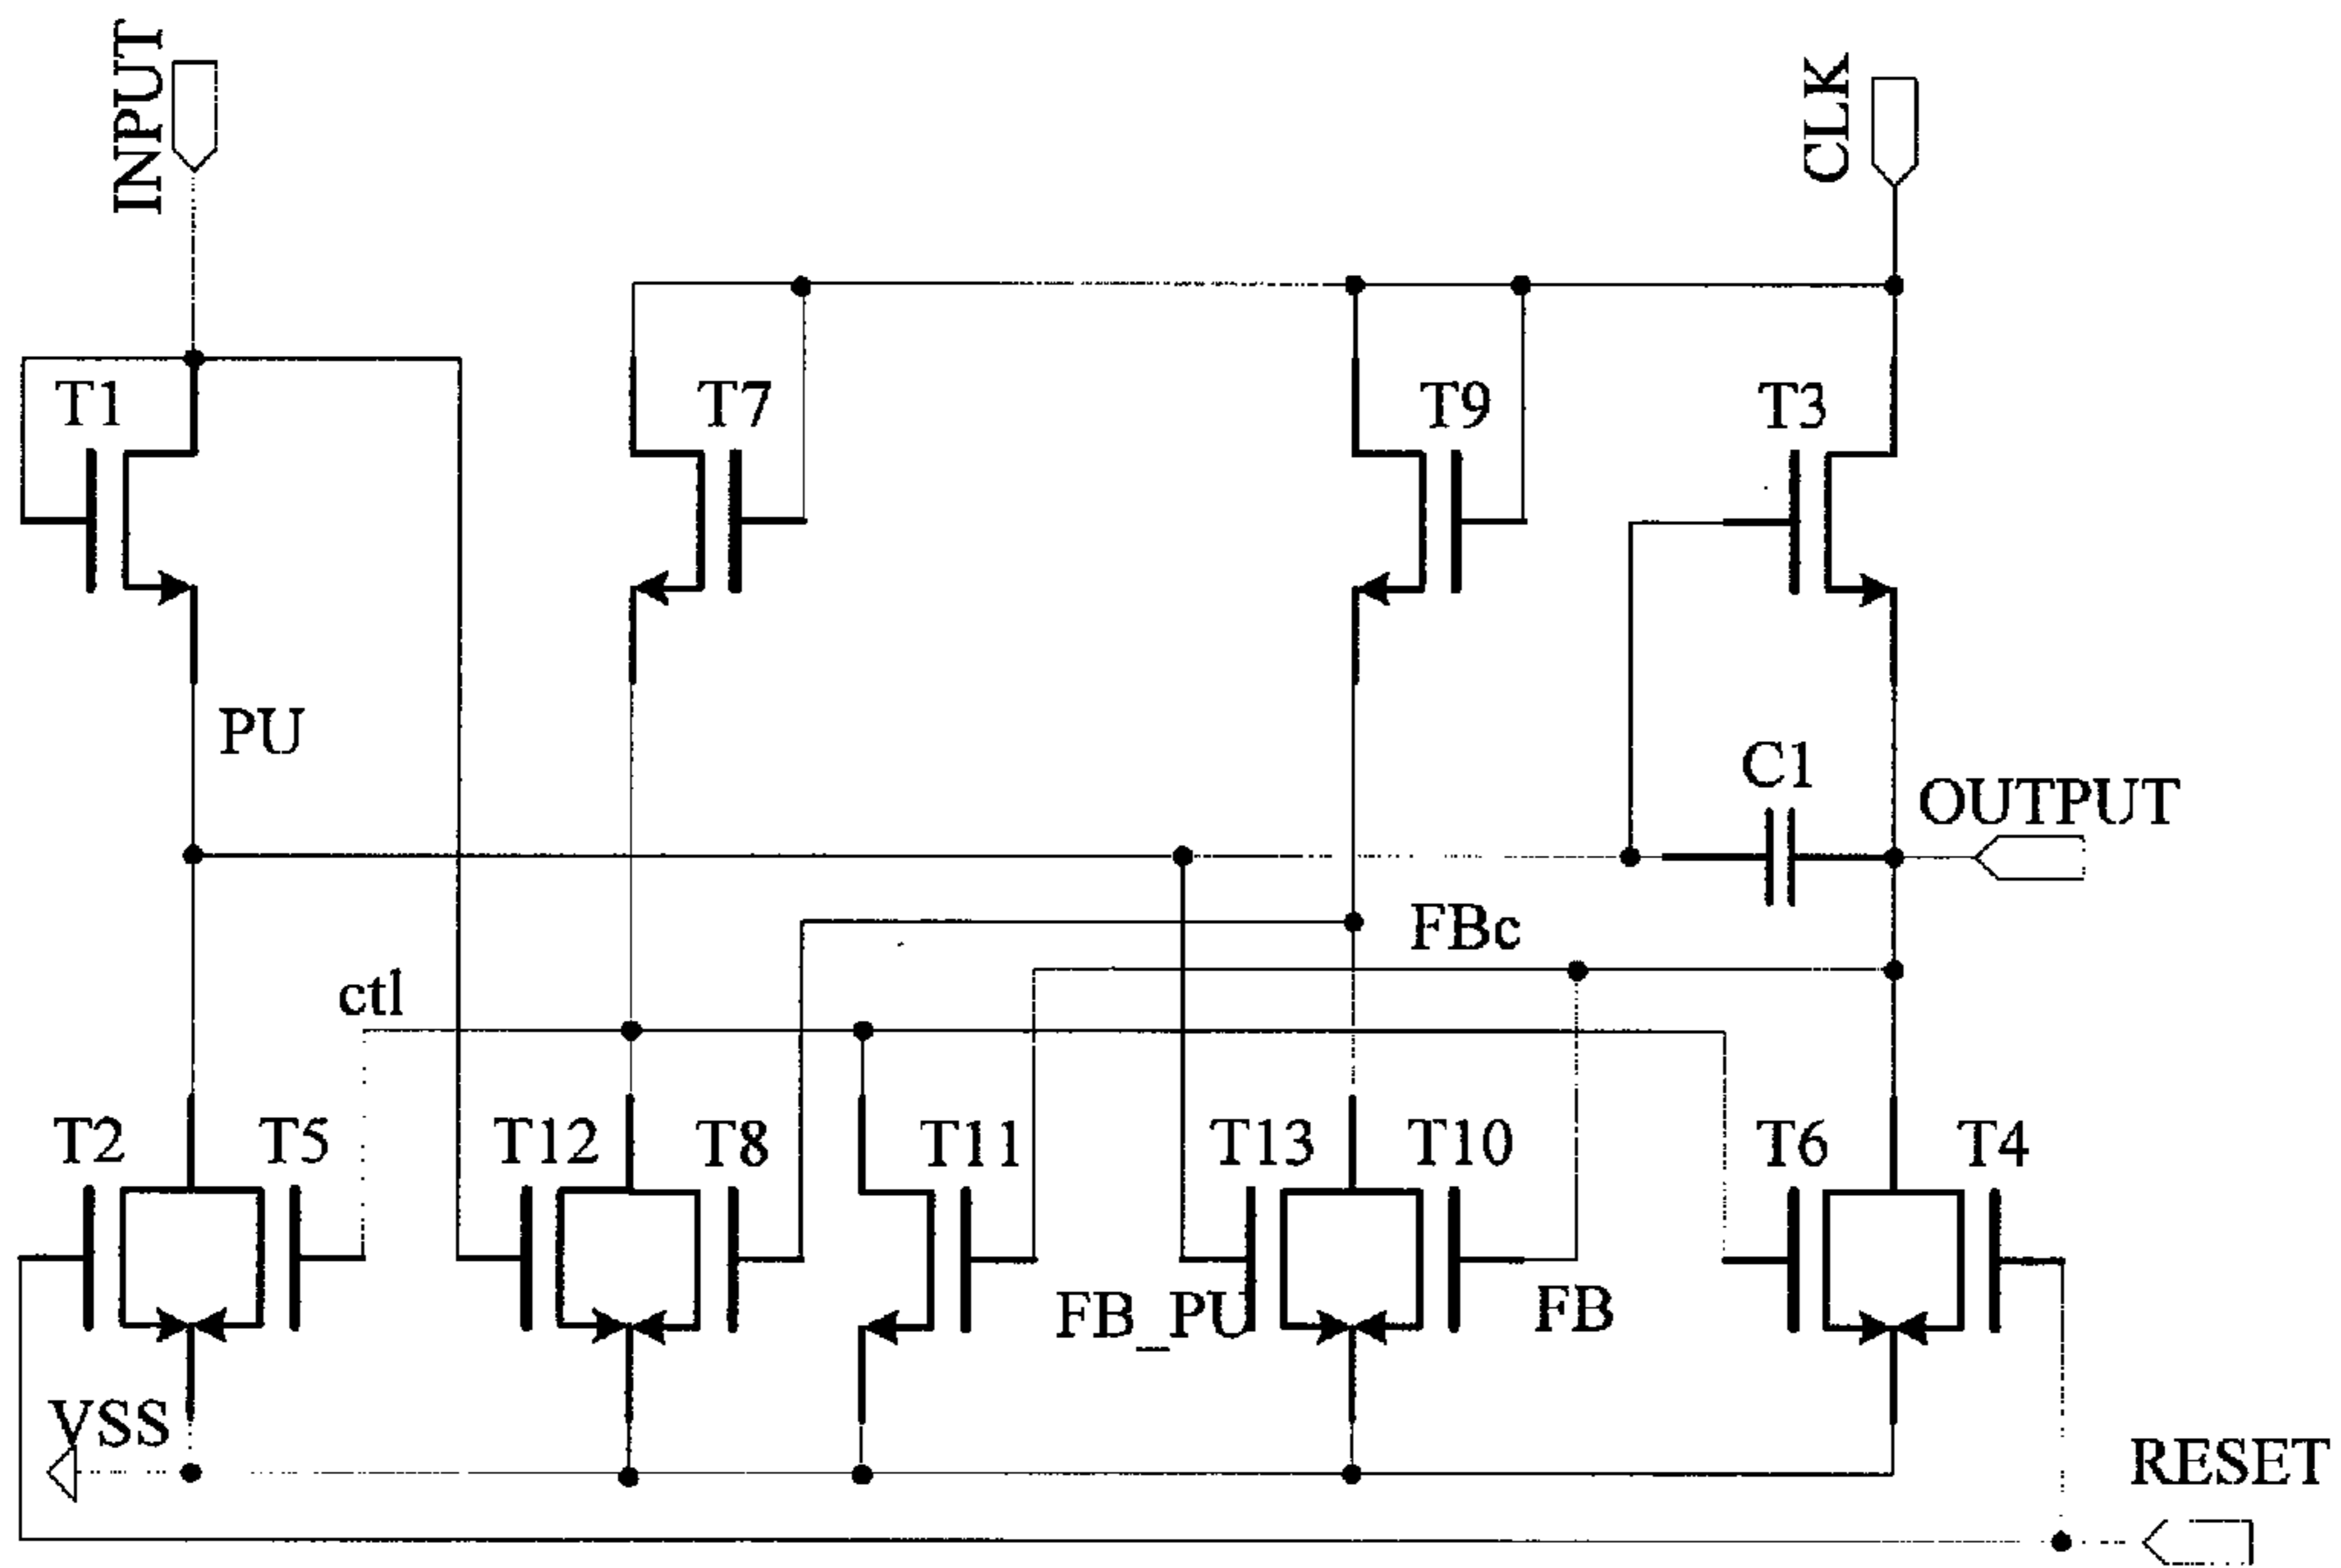 INPUT
CLK
T1
T7
T9
T3
PU
C1
OUTPUT
FBc
ctl
T2
T5
T12
T8
T11
T13
T10
T6
T4
FB_PU
FB
VSS
RESET